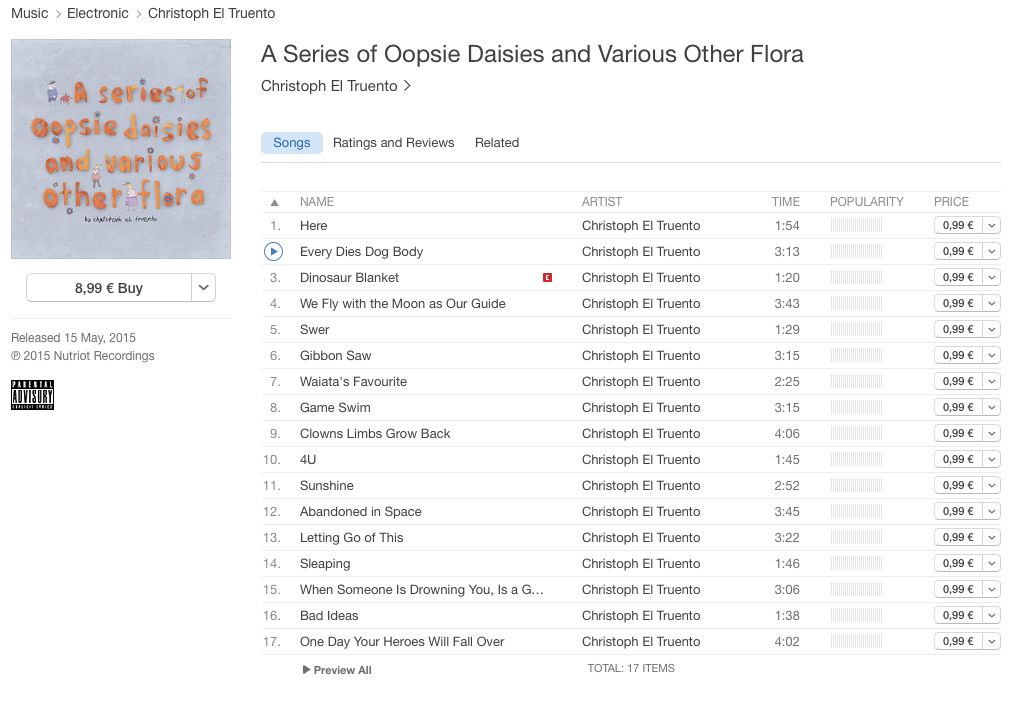 Music > Electronic > Christoph El Truento
A series of
oopsie daisies
and various
other flora
by christoph el truento
8,99 € Buy
Released 15 May, 2015
℗ 2015 Nutriot Recordings
PARENTAL
ADVISORY
EXPLICIT LYRICS
A Series of Oopsie Daisies and Various Other Flora
Christoph El Truento >
Songs Ratings and Reviews Related
▲ NAME ARTIST TIME POPULARITY PRICE
1. Here Christoph El Truento 1:54 0,99 €
Every Dies Dog Body Christoph El Truento 3:13 0,99 €
3. Dinosaur Blanket E Christoph El Truento 1:20 0,99 €
4. We Fly with the Moon as Our Guide Christoph El Truento 3:43 0,99 €
5. Swer Christoph El Truento 1:29 0,99 €
6. Gibbon Saw Christoph El Truento 3:15 0,99 €
7. Waiata's Favourite Christoph El Truento 2:25 0,99 €
8. Game Swim Christoph El Truento 3:15 0,99 €
9. Clowns Limbs Grow Back Christoph El Truento 4:06 0,99 €
10. 4U Christoph El Truento 1:45 0,99 €
11. Sunshine Christoph El Truento 2:52 0,99 €
12. Abandoned in Space Christoph El Truento 3:45 0,99 €
13. Letting Go of This Christoph El Truento 3:22 0,99 €
14. Sleaping Christoph El Truento 1:46 0,99 €
15. When Someone Is Drowning You, Is a G... Christoph El Truento 3:06 0,99 €
16. Bad Ideas Christoph El Truento 1:38 0,99 €
17. One Day Your Heroes Will Fall Over Christoph El Truento 4:02 0,99 €
▶ Preview All TOTAL: 17 ITEMS